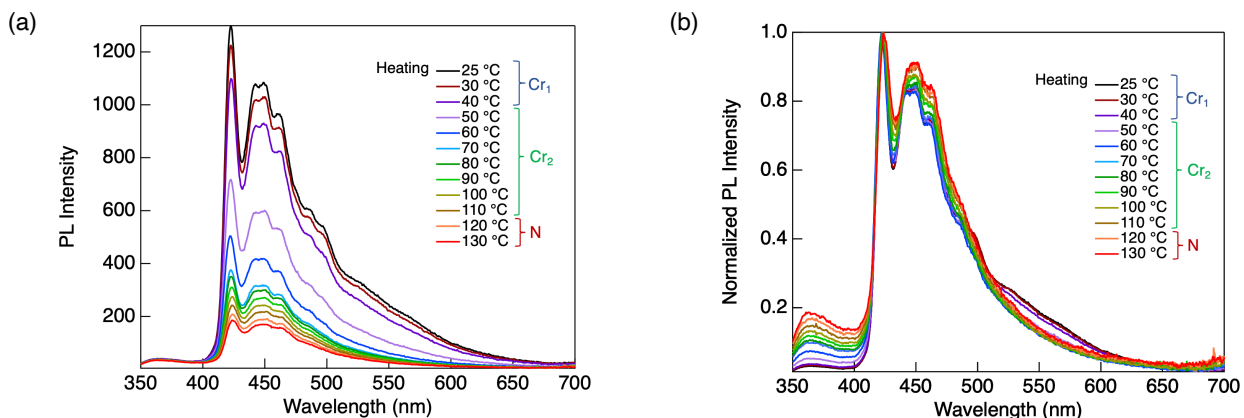 (a)
PL Intensity
1200
1000
800
600
400
200
350 400 450 500 550 600 650 700
Wavelength (nm)
Heating
25 °C
30 °C
40 °C
50 °C
60 °C
70 °C
80 °C
90 °C
100 °C
110 °C
120 °C
130 °C
Cr1
Cr2
N
(b)
Normalized PL Intensity
1.0
0.8
0.6
0.4
0.2
350 400 450 500 550 600 650 700
Wavelength (nm)
Heating
25 °C
30 °C
40 °C
50 °C
60 °C
70 °C
80 °C
90 °C
100 °C
110 °C
120 °C
130 °C
Cr1
Cr2
N